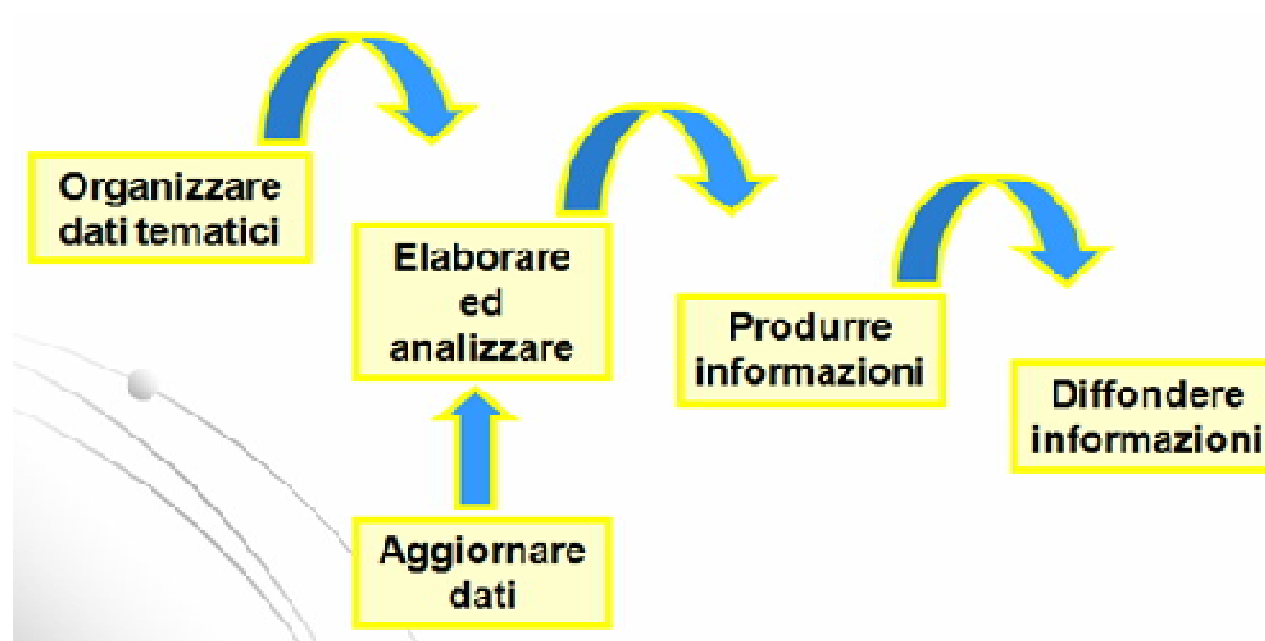 Organizzare
dati tematici
Elaborare
ed
analizzare
Produrre
informazioni
Diffondere
informazioni
Aggiornare
dati